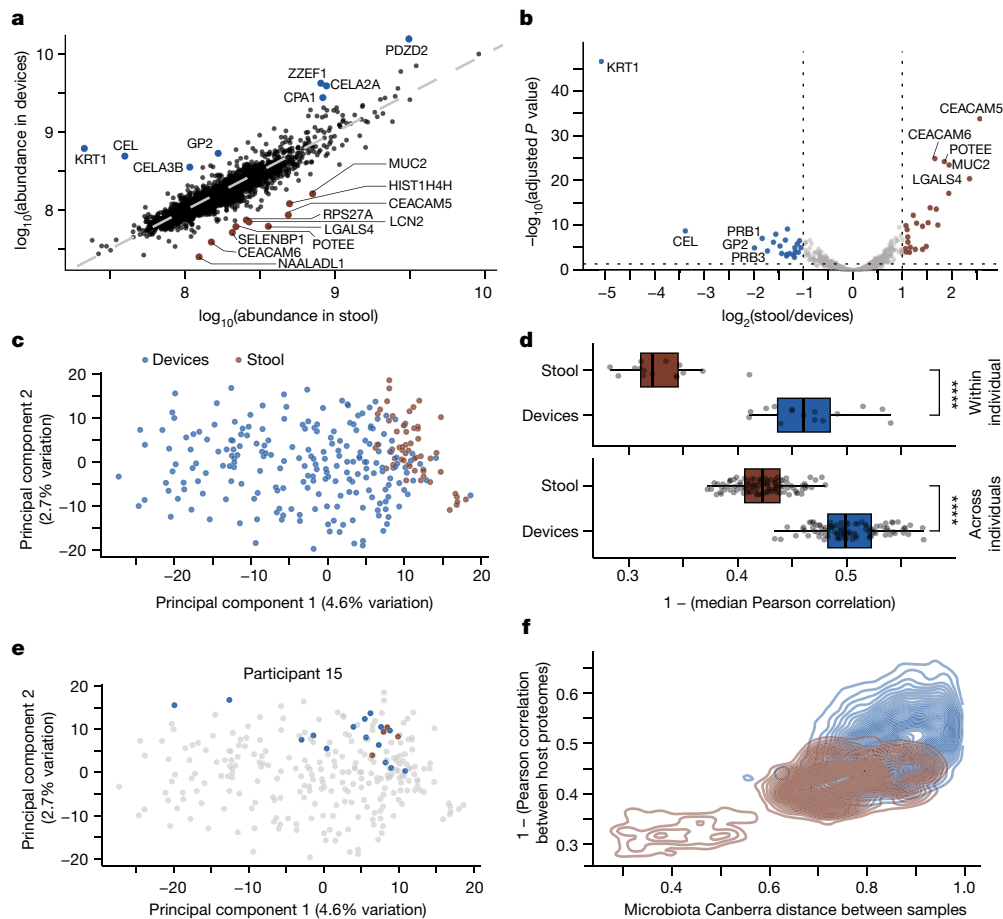 a
log10(abundance in devices)
10
9
8
8
9
10
log10(abundance in stool)
PDZD2
ZZEF1
CELA2A
CPA1
GP2
CEL
KRT1
CELA3B
MUC2
HIST1H4H
CEACAM5
RPS27A
LCN2
LGALS4
SELENBP1
POTEE
CEACAM6
NAALADL1
b
−log10(adjusted P value)
50
40
30
20
10
0
−5
−4
−3
−2
−1
0
1
2
log2(stool/devices)
KRT1
CEACAM5
CEACAM6
POTEE
MUC2
LGALS4
PRB1
CEL
GP2
PRB3
c
Devices
Stool
Principal component 2
(2.7% variation)
20
10
0
−10
−20
−20
−10
0
10
20
Principal component 1 (4.6% variation)
d
Stool
Devices
****
Within
individual
Stool
Devices
****
Across
individuals
0.3
0.4
0.5
1 − (median Pearson correlation)
e
Participant 15
Principal component 2
(2.7% variation)
20
10
0
−10
−20
−20
−10
0
10
20
Principal component 1 (4.6% variation)
f
1 − (Pearson correlation
between host proteomes)
0.6
0.5
0.4
0.3
0.4
0.6
0.8
1.0
Microbiota Canberra distance between samples